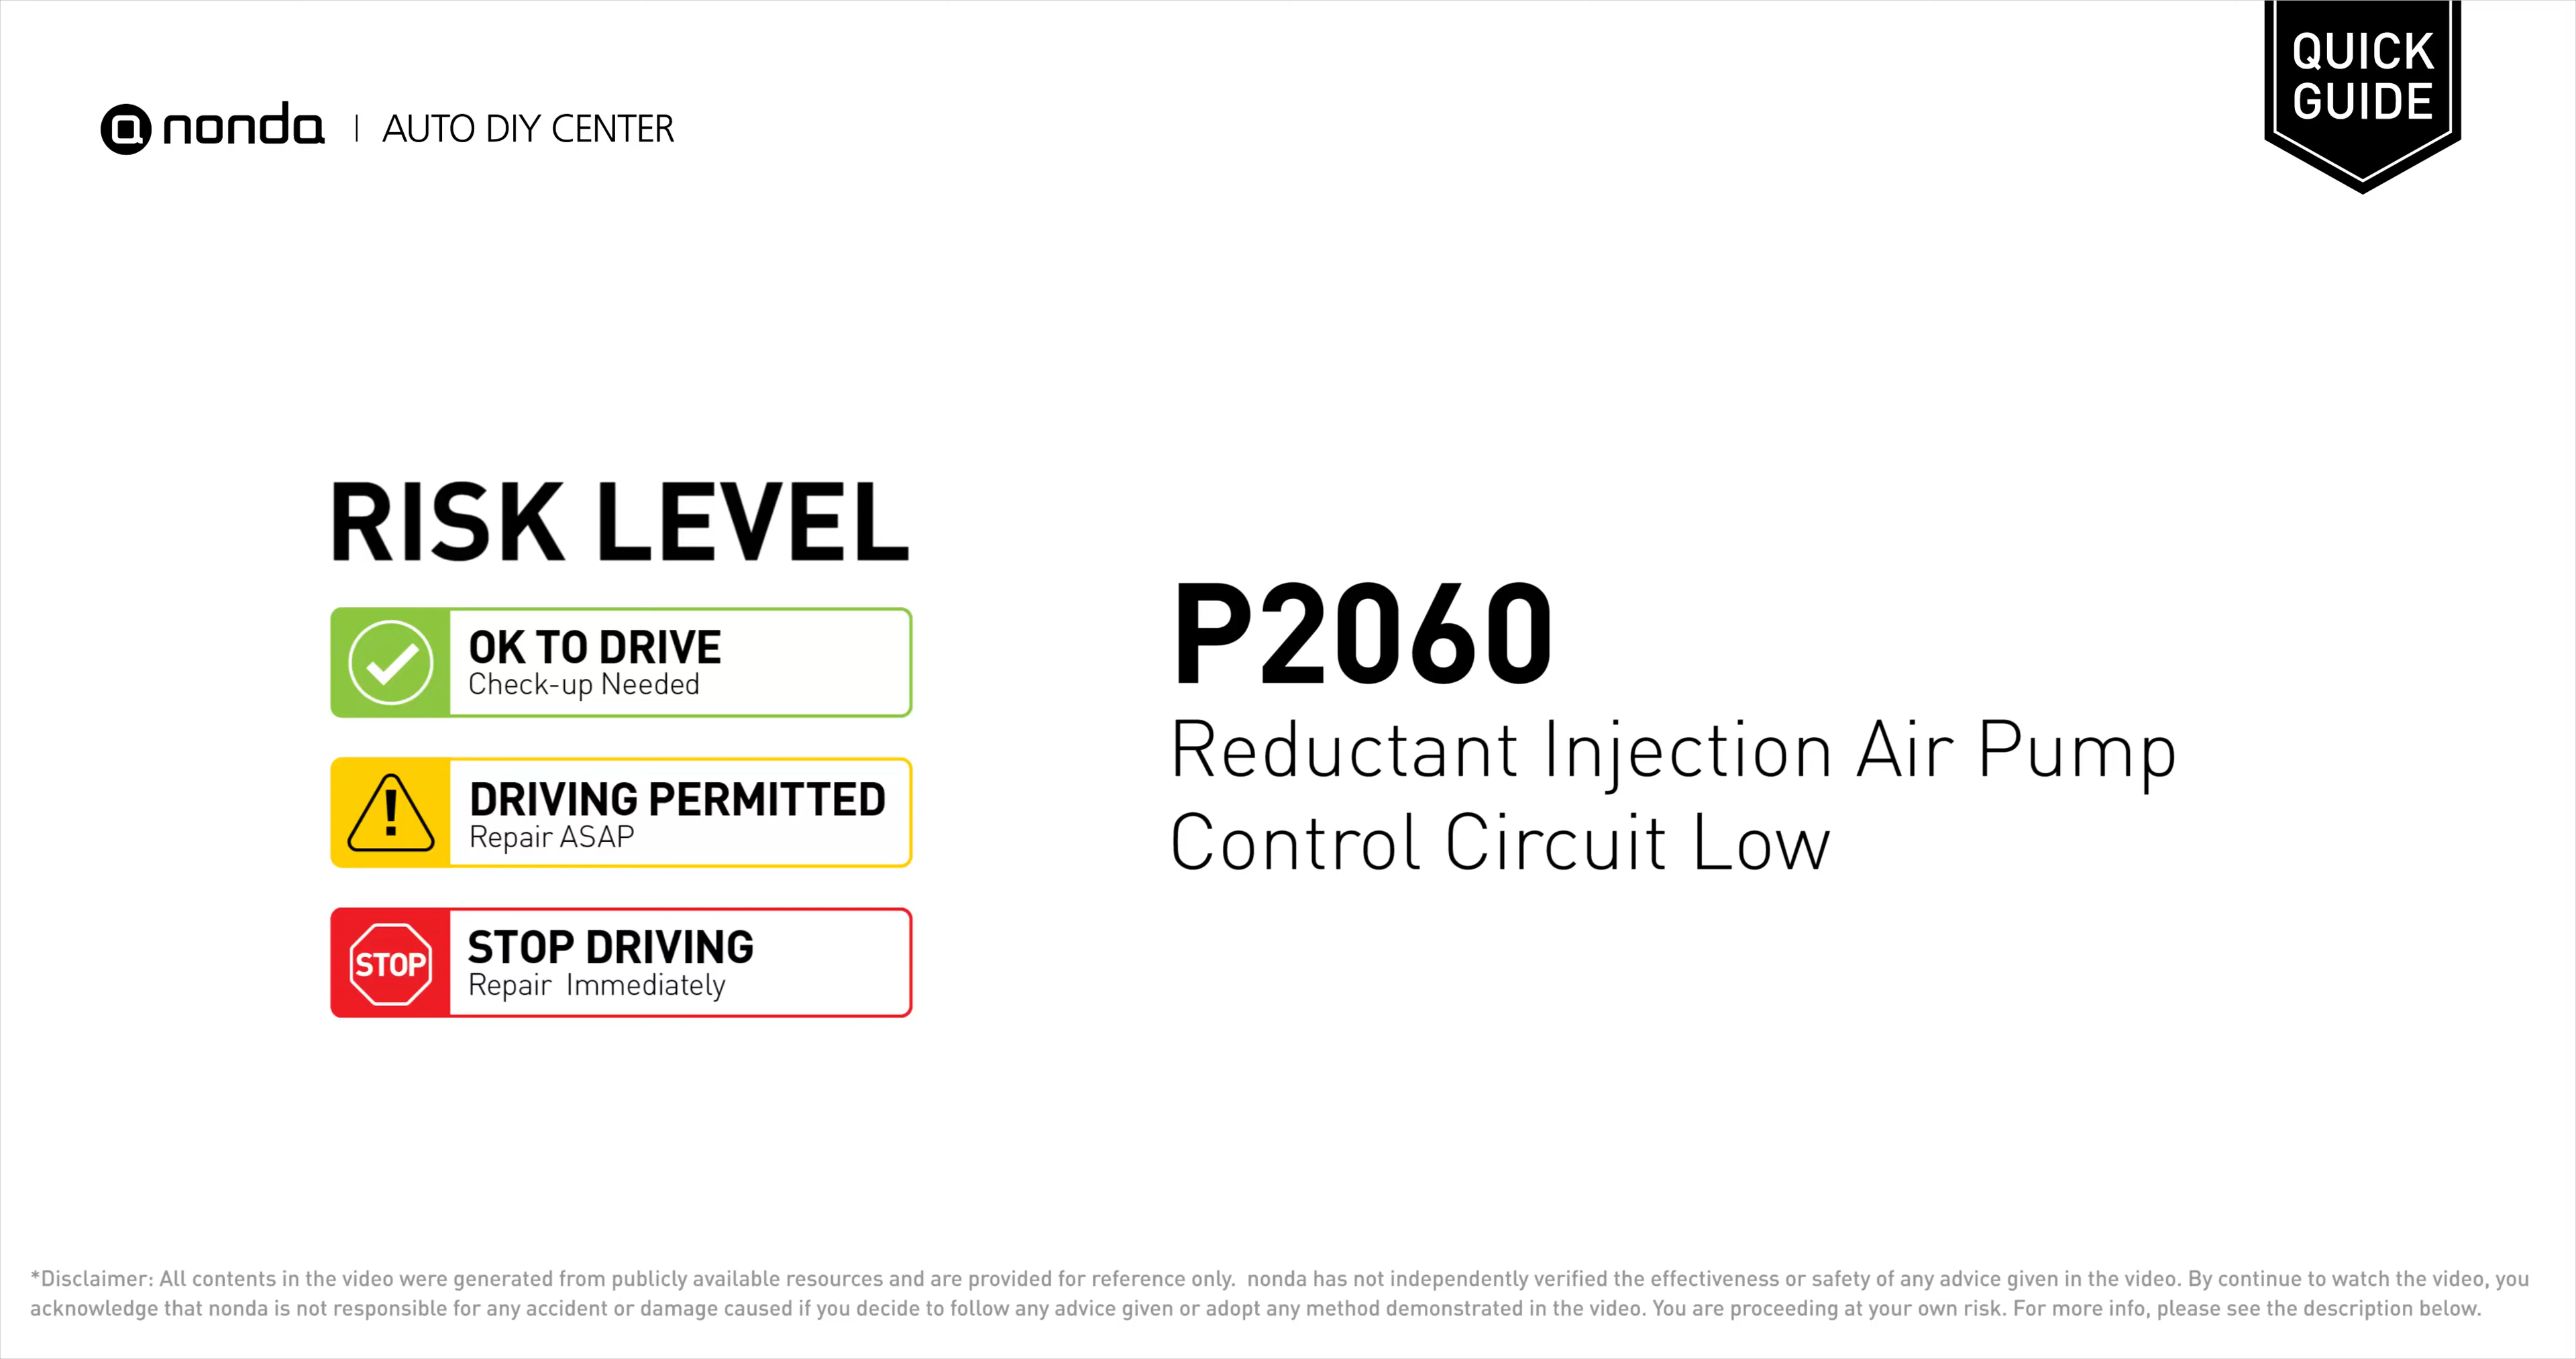 nonda | AUTO DIY CENTER
QUICK
GUIDE
RISK LEVEL
OK TO DRIVE
Check-up Needed
DRIVING PERMITTED
Repair ASAP
STOP
STOP DRIVING
Repair Immediately
P2060
Reductant Injection Air Pump
Control Circuit Low
*Disclaimer: All contents in the video were generated from publicly available resources and are provided for reference only. nonda has not independently verified the effectiveness or safety of any advice given in the video. By continue to watch the video, you
acknowledge that nonda is not responsible for any accident or damage caused if you decide to follow any advice given or adopt any method demonstrated in the video. You are proceeding at your own risk. For more info, please see the description below.